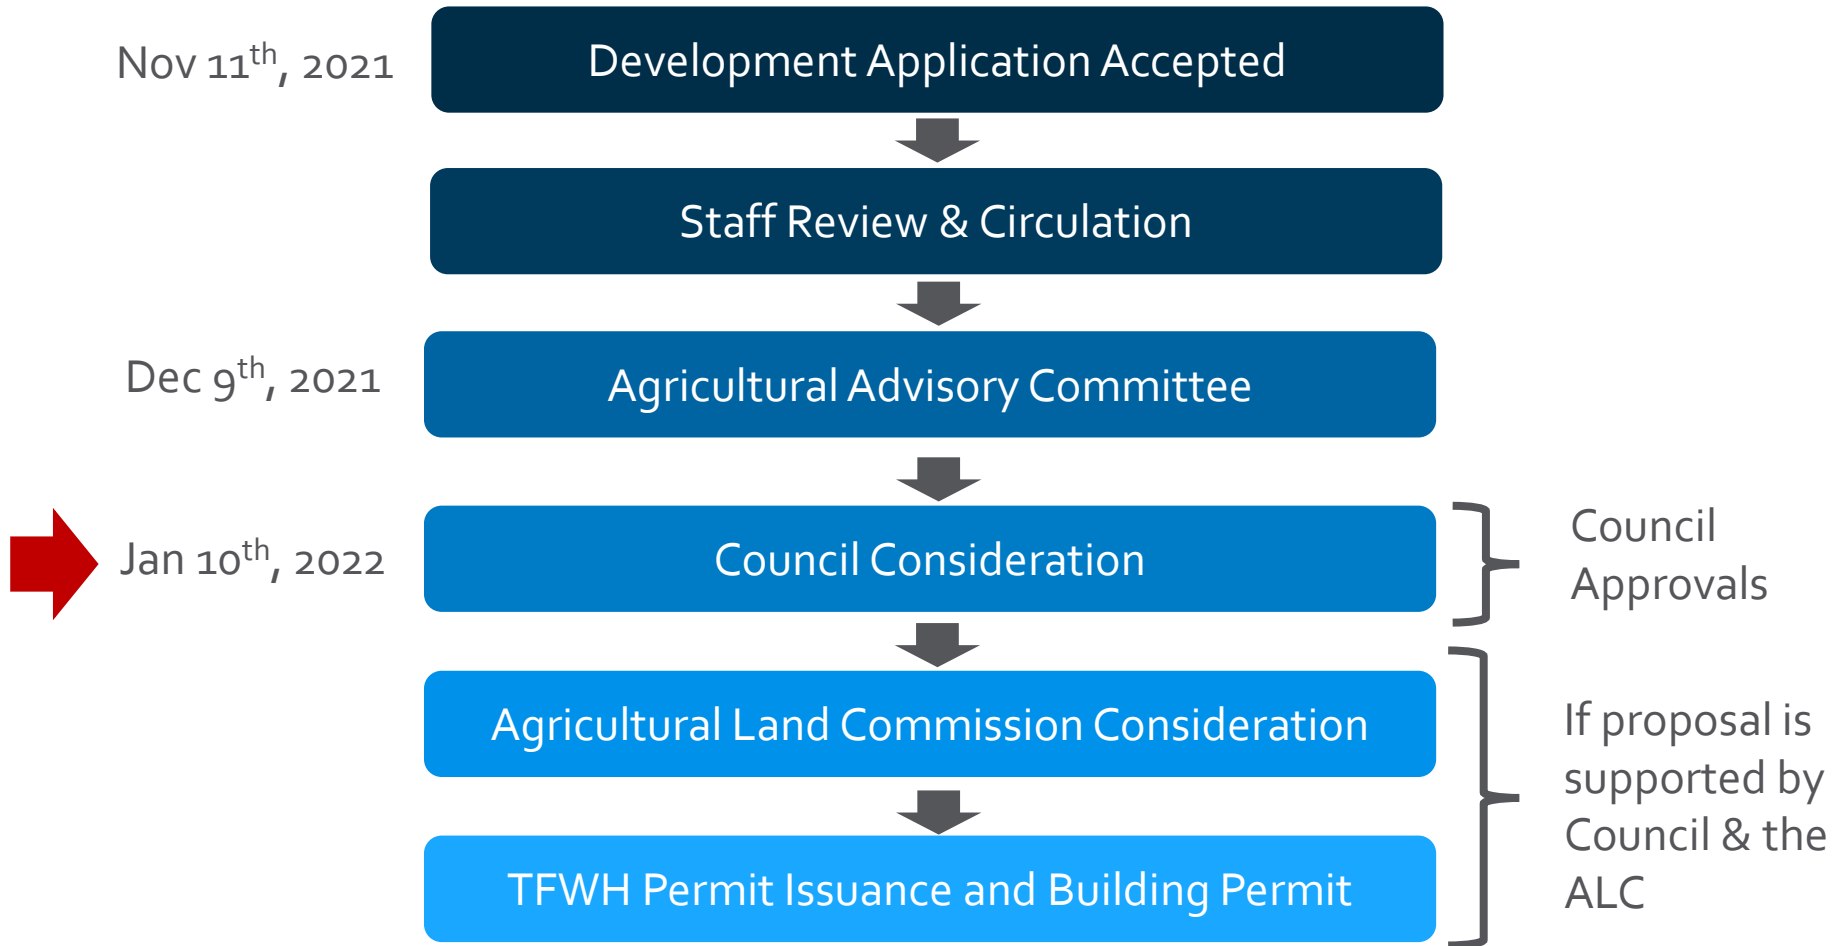 Nov 11th, 2021
Development Application Accepted
Staff Review & Circulation
Dec 9th, 2021
Agricultural Advisory Committee
Jan 10th, 2022
Council Consideration
Council
Approvals
Agricultural Land Commission Consideration
TFWH Permit Issuance and Building Permit
If proposal is
supported by
Council & the
ALC